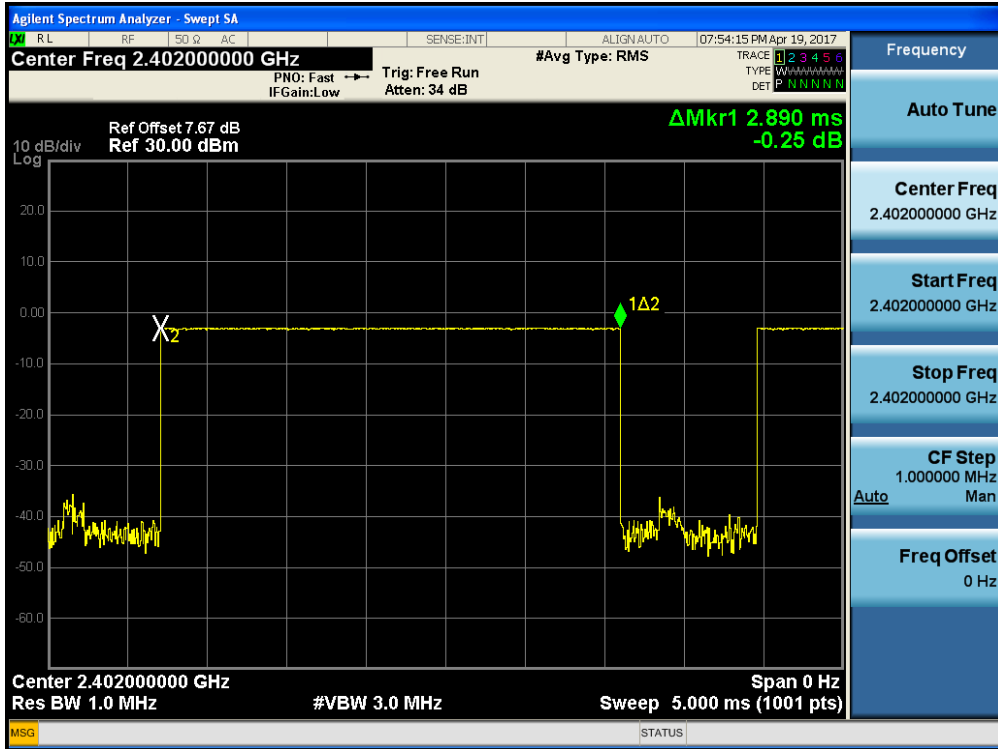 Agilent Spectrum Analyzer - Swept SA
LXI RL RF 50 Ω AC SENSE:INT ALIGNAUTO 07:54:15 PM Apr 19, 2017
Center Freq 2.402000000 GHz
PNO: Fast
IFGain:Low
Trig: Free Run
Atten: 34 dB
#Avg Type: RMS
TRACE 1 2 3 4 5 6
TYPE W
DET P N N N N N
Ref Offset 7.67 dB
10 dB/div Ref 30.00 dBm
Log
ΔMkr1 2.890 ms
-0.25 dB
20.0
10.0
0.00
-10.0
-20.0
-30.0
-40.0
-50.0
-60.0
2
1Δ2
Center 2.402000000 GHz Span 0 Hz
Res BW 1.0 MHz #VBW 3.0 MHz Sweep 5.000 ms (1001 pts)
MSG STATUS
Frequency
Auto Tune
Center Freq
2.402000000 GHz
Start Freq
2.402000000 GHz
Stop Freq
2.402000000 GHz
CF Step
1.000000 MHz
Auto Man
Freq Offset
0 Hz